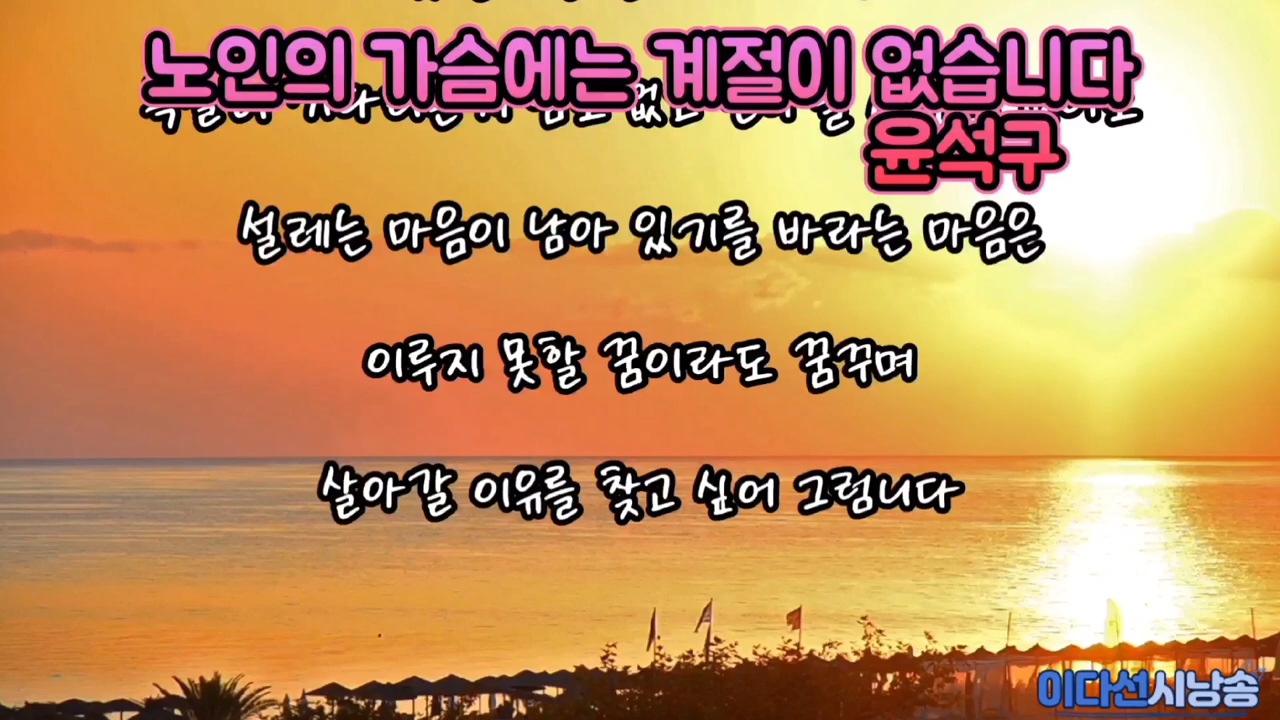 노인의 가슴에는 계절이 없습니다
윤석구
설레는 마음이 남아 있기를 바라는 마음은
이루지 못할 꿈이라도 꿈꾸며
살아갈 이유를 찾고 싶어 그럽니다
이다선시낭송